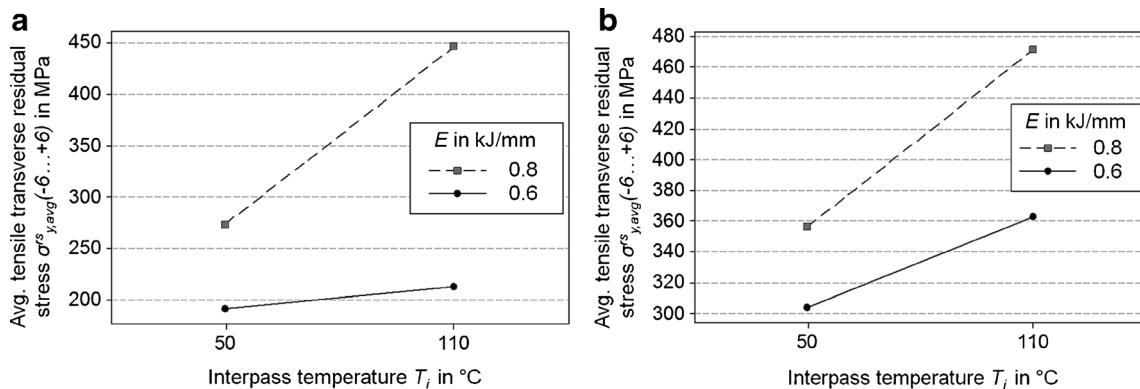 a
Avg. tensile transverse residual
stress σ^rs_y,avg(-6…+6) in MPa
450
400
350
300
250
200
E in kJ/mm
0.8
0.6
50
110
Interpass temperature T_i in °C
b
Avg. tensile transverse residual
stress σ^rs_y,avg(-6…+6) in MPa
480
460
440
420
400
380
360
340
320
300
E in kJ/mm
0.8
0.6
50
110
Interpass temperature T_i in °C